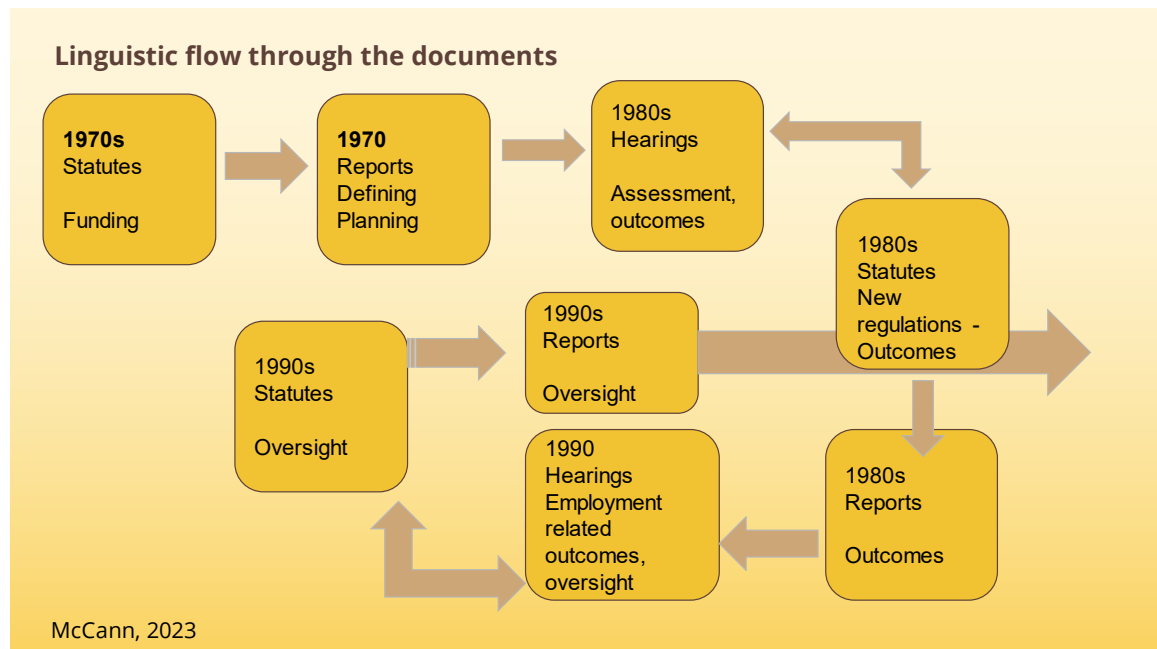 Linguistic flow through the documents
1970s
Statutes
Funding
1970
Reports
Defining
Planning
1980s
Hearings
Assessment,
outcomes
1980s
Statutes
New
regulations -
Outcomes
1980s
Reports
Outcomes
1990
Hearings
Employment
related
outcomes,
oversight
1990s
Statutes
Oversight
1990s
Reports
Oversight
McCann, 2023